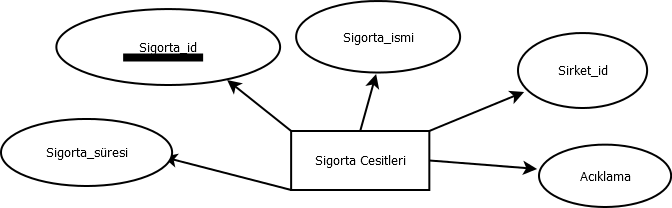 Sigorta_id
Sigorta_ismi
Sirket_id
Sigorta_süresi
Sigorta Cesitleri
Acıklama